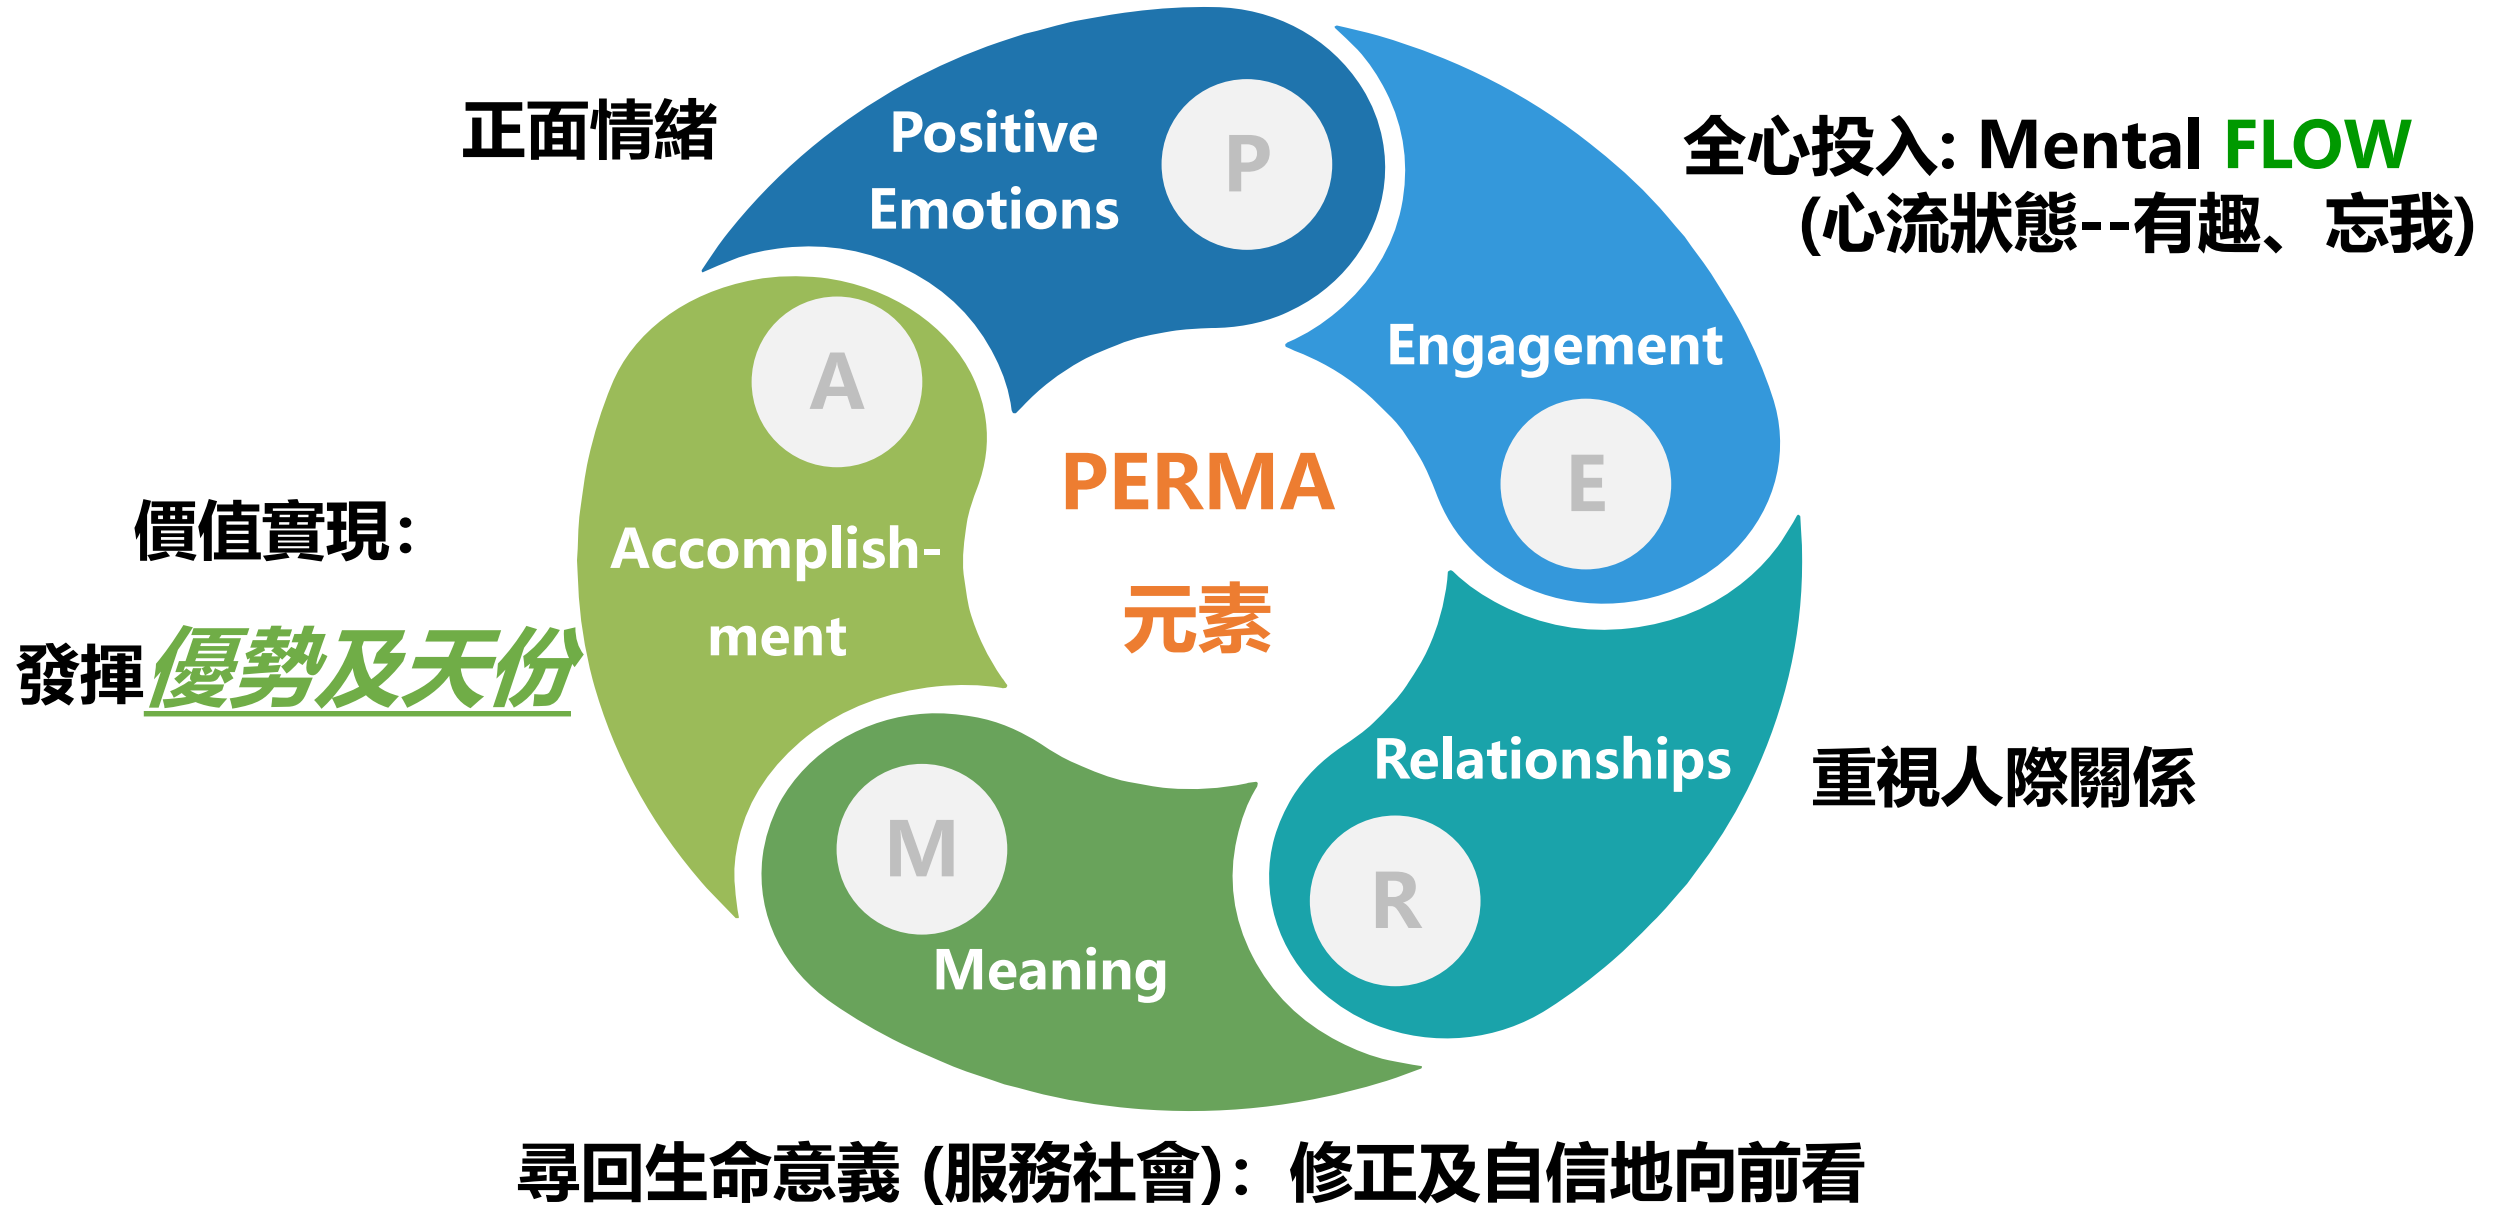 正面情緒
Positive
Emotions
P
全心投入: Mental FLOW
(心流狀態--有趣、忘我)
Engagement
E
A
PERMA
元素
Accomplish-
ment
價值實現:
發揮優勢及天份
Relationships
R
重視人際關係
M
Meaning
尋回生命意義 (服務社會): 修正及自信地向前看